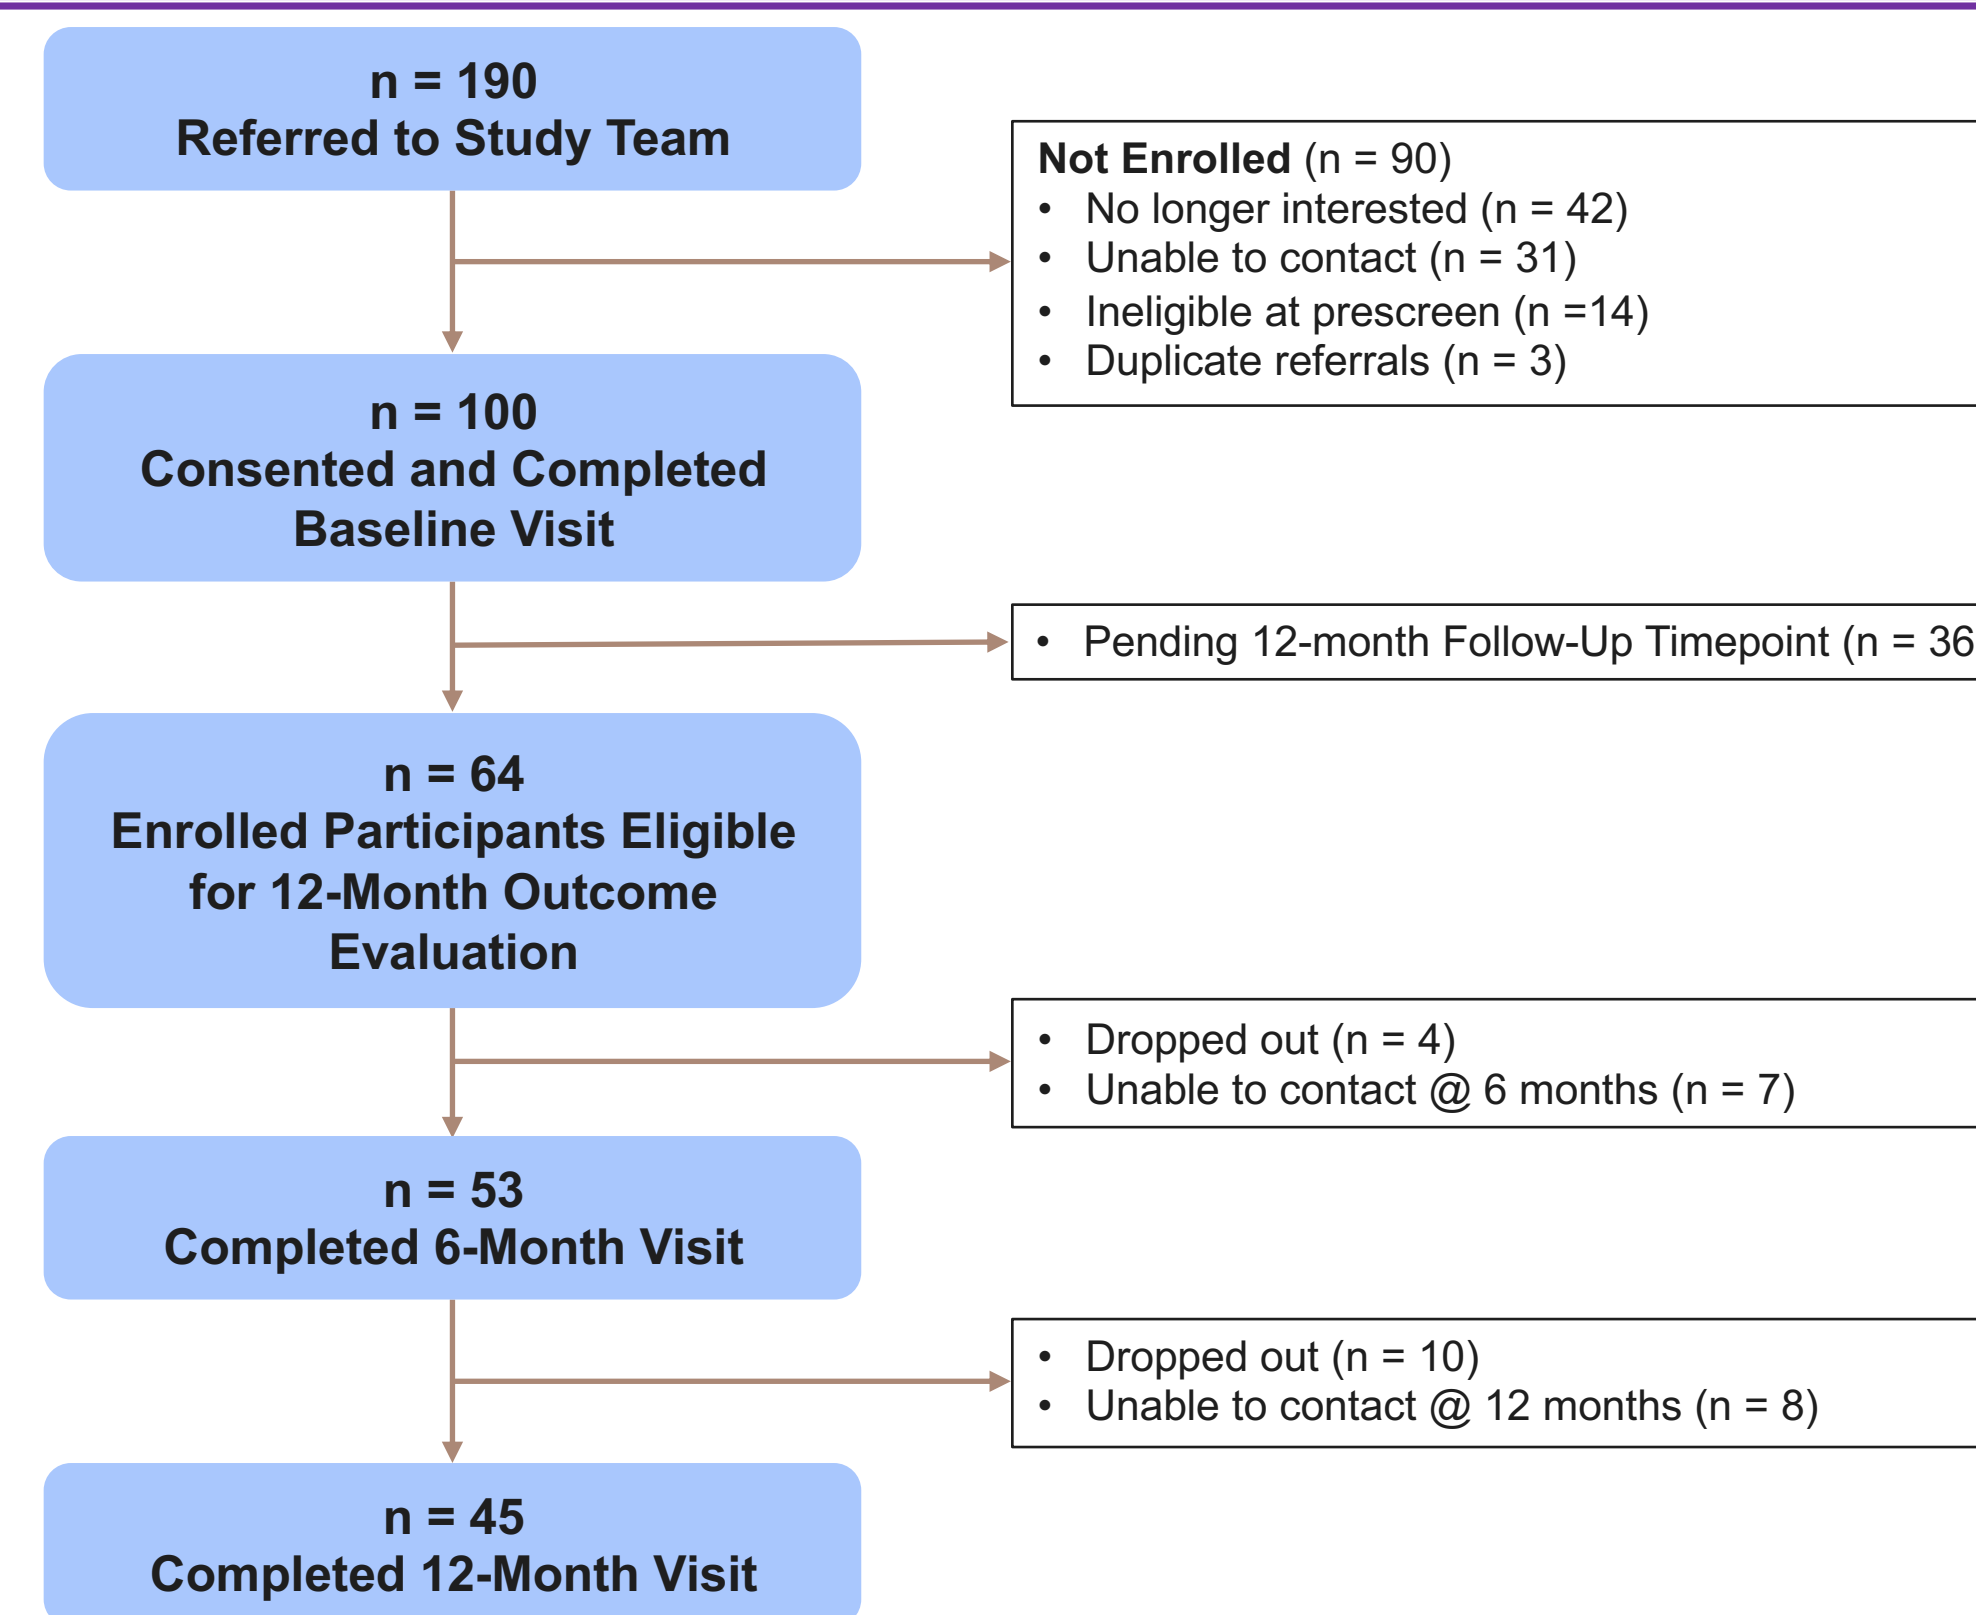 n = 190
Referred to Study Team
Not Enrolled (n = 90)
• No longer interested (n = 42)
• Unable to contact (n = 31)
• Ineligible at prescreen (n =14)
• Duplicate referrals (n = 3)
n = 100
Consented and Completed
Baseline Visit
• Pending 12-month Follow-Up Timepoint (n = 36
n = 64
Enrolled Participants Eligible
for 12-Month Outcome
Evaluation
• Dropped out (n = 4)
• Unable to contact @ 6 months (n = 7)
n = 53
Completed 6-Month Visit
• Dropped out (n = 10)
• Unable to contact @ 12 months (n = 8)
n = 45
Completed 12-Month Visit